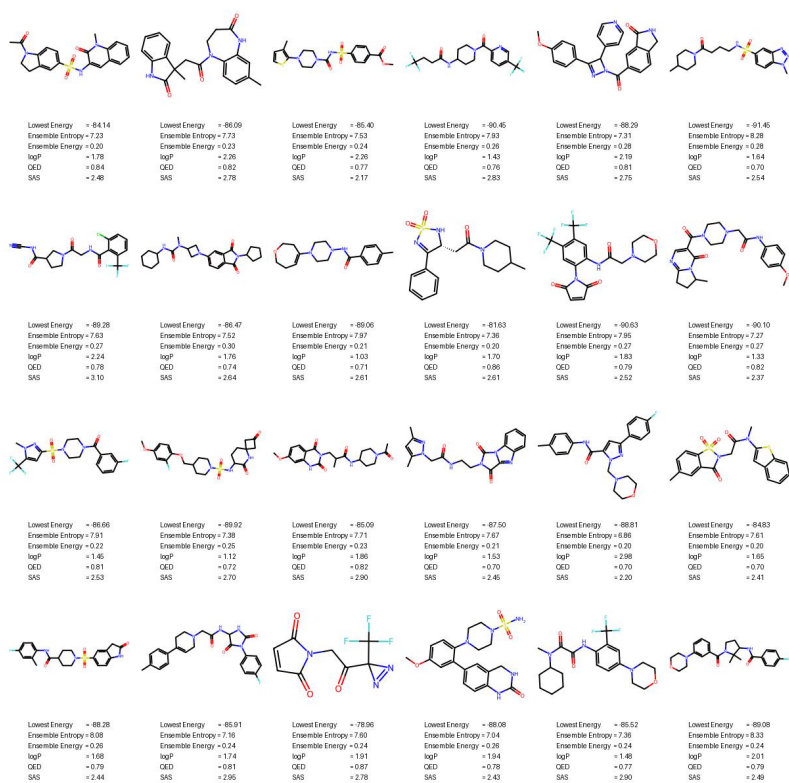 Lowest Energy = -84.14
Ensemble Entropy = 7.23
Ensemble Energy = 0.20
logP = 1.78
QED = 0.84
SAS = 2.48
Lowest Energy = -86.09
Ensemble Entropy = 7.73
Ensemble Energy = 0.23
logP = 2.26
QED = 0.82
SAS = 2.78
Lowest Energy = -85.40
Ensemble Entropy = 7.53
Ensemble Energy = 0.24
logP = 2.26
QED = 0.77
SAS = 2.17
Lowest Energy = -90.45
Ensemble Entropy = 7.93
Ensemble Energy = 0.26
logP = 1.43
QED = 0.76
SAS = 2.83
Lowest Energy = -88.29
Ensemble Entropy = 7.31
Ensemble Energy = 0.28
logP = 2.19
QED = 0.81
SAS = 2.75
Lowest Energy = -91.45
Ensemble Entropy = 8.28
Ensemble Energy = 0.28
logP = 1.64
QED = 0.70
SAS = 2.54
Lowest Energy = -89.28
Ensemble Entropy = 7.63
Ensemble Energy = 0.27
logP = 2.24
QED = 0.78
SAS = 3.10
Lowest Energy = -86.47
Ensemble Entropy = 7.52
Ensemble Energy = 0.30
logP = 1.76
QED = 0.74
SAS = 2.64
Lowest Energy = -89.06
Ensemble Entropy = 7.97
Ensemble Energy = 0.21
logP = 1.03
QED = 0.71
SAS = 2.61
Lowest Energy = -81.63
Ensemble Entropy = 7.36
Ensemble Energy = 0.20
logP = 1.70
QED = 0.86
SAS = 2.61
Lowest Energy = -90.63
Ensemble Entropy = 7.95
Ensemble Energy = 0.27
logP = 1.83
QED = 0.79
SAS = 2.52
Lowest Energy = -90.10
Ensemble Entropy = 7.27
Ensemble Energy = 0.27
logP = 1.33
QED = 0.82
SAS = 2.37
Lowest Energy = -86.66
Ensemble Entropy = 7.91
Ensemble Energy = 0.22
logP = 1.45
QED = 0.81
SAS = 2.53
Lowest Energy = -89.92
Ensemble Entropy = 7.38
Ensemble Energy = 0.25
logP = 1.12
QED = 0.72
SAS = 2.70
Lowest Energy = -85.09
Ensemble Entropy = 7.71
Ensemble Energy = 0.23
logP = 1.86
QED = 0.82
SAS = 2.90
Lowest Energy = -87.50
Ensemble Entropy = 7.67
Ensemble Energy = 0.21
logP = 1.53
QED = 0.70
SAS = 2.45
Lowest Energy = -88.81
Ensemble Entropy = 6.86
Ensemble Energy = 0.20
logP = 2.98
QED = 0.70
SAS = 2.20
Lowest Energy = -84.83
Ensemble Entropy = 7.61
Ensemble Energy = 0.20
logP = 1.65
QED = 0.70
SAS = 2.41
Lowest Energy = -88.28
Ensemble Entropy = 8.08
Ensemble Energy = 0.26
logP = 1.68
QED = 0.79
SAS = 2.44
Lowest Energy = -85.91
Ensemble Entropy = 7.16
Ensemble Energy = 0.24
logP = 1.74
QED = 0.81
SAS = 2.95
Lowest Energy = -78.96
Ensemble Entropy = 7.60
Ensemble Energy = 0.24
logP = 1.91
QED = 0.87
SAS = 2.78
Lowest Energy = -88.08
Ensemble Entropy = 7.04
Ensemble Energy = 0.26
logP = 1.94
QED = 0.78
SAS = 2.43
Lowest Energy = -85.52
Ensemble Entropy = 7.36
Ensemble Energy = 0.24
logP = 1.48
QED = 0.77
SAS = 2.90
Lowest Energy = -89.08
Ensemble Entropy = 8.33
Ensemble Energy = 0.24
logP = 2.01
QED = 0.79
SAS = 2.49